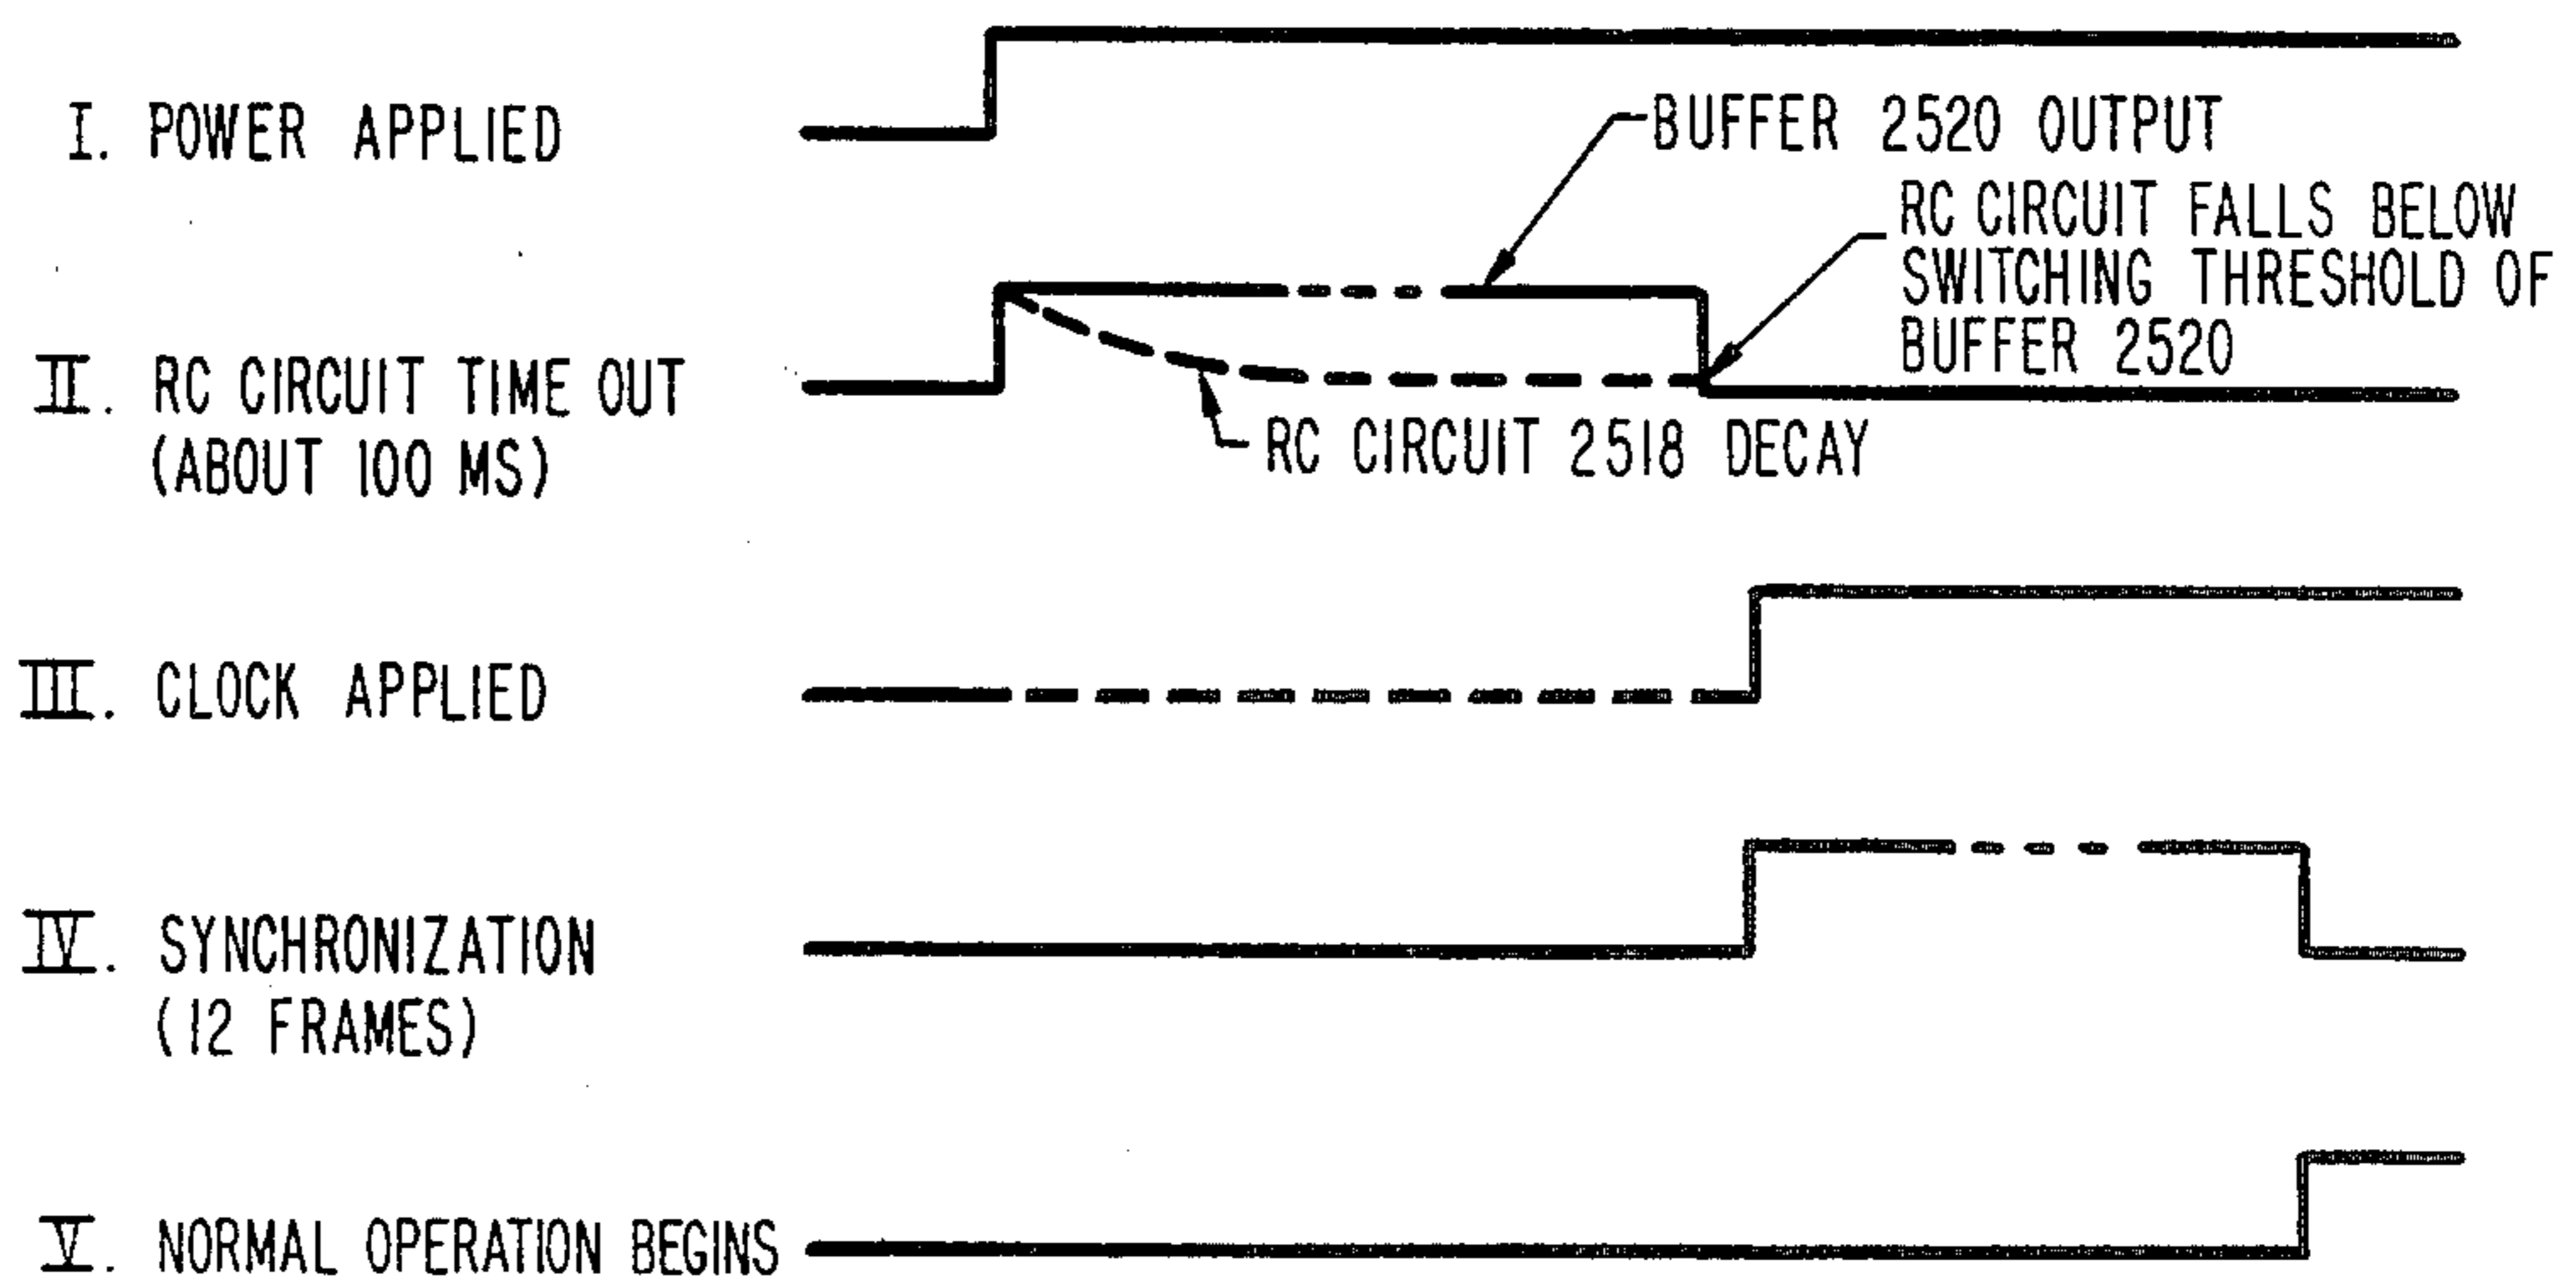 I. POWER APPLIED
BUFFER 2520 OUTPUT
RC CIRCUIT FALLS BELOW
SWITCHING THRESHOLD OF
BUFFER 2520
II. RC CIRCUIT TIME OUT
(ABOUT 100 MS)
RC CIRCUIT 2518 DECAY
III. CLOCK APPLIED
IV. SYNCHRONIZATION
(12 FRAMES)
V. NORMAL OPERATION BEGINS